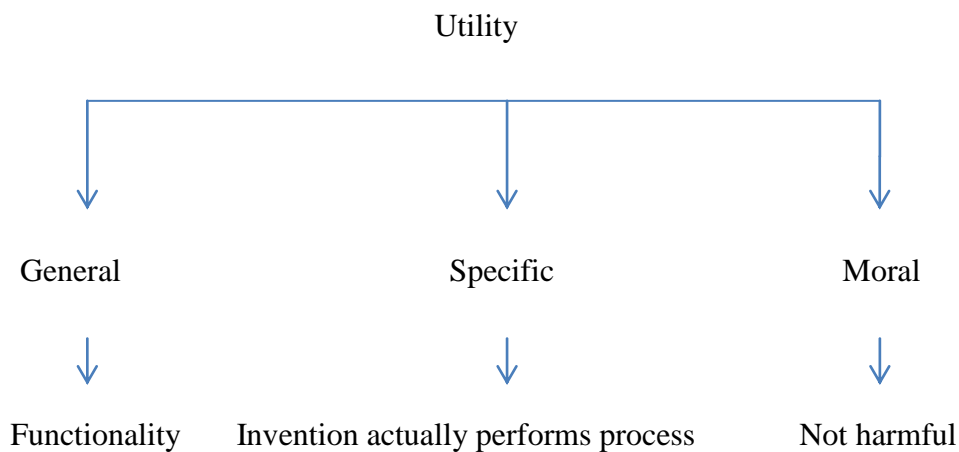 Utility
General Specific Moral
Functionality Invention actually performs process Not harmful